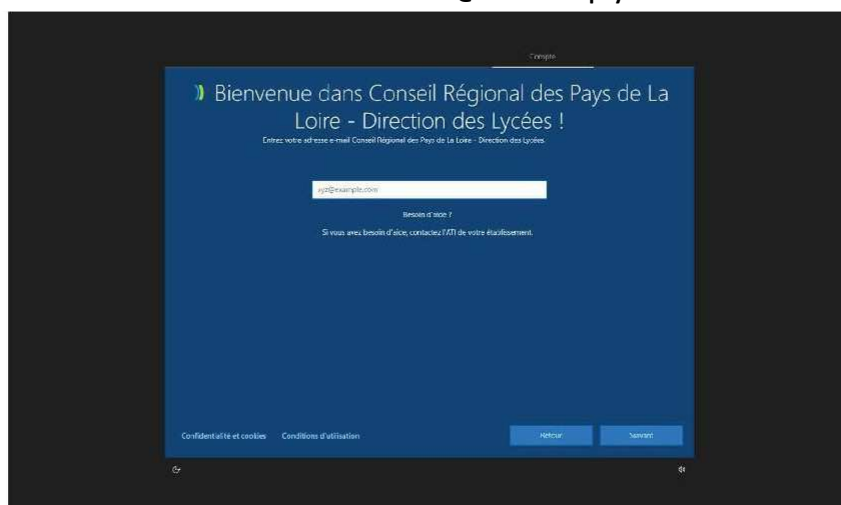 Compte
Bienvenue dans Conseil Régional des Pays de La
Loire - Direction des Lycées !
Entrez votre adresse e-mail Conseil Régional des Pays de La Loire - Direction des Lycées.
xyz@example.com
Besoin d'aide ?
Si vous avez besoin d'aide, contactez l'ATI de votre établissement.
Confidentialité et cookies Conditions d'utilisation Retour Suivant